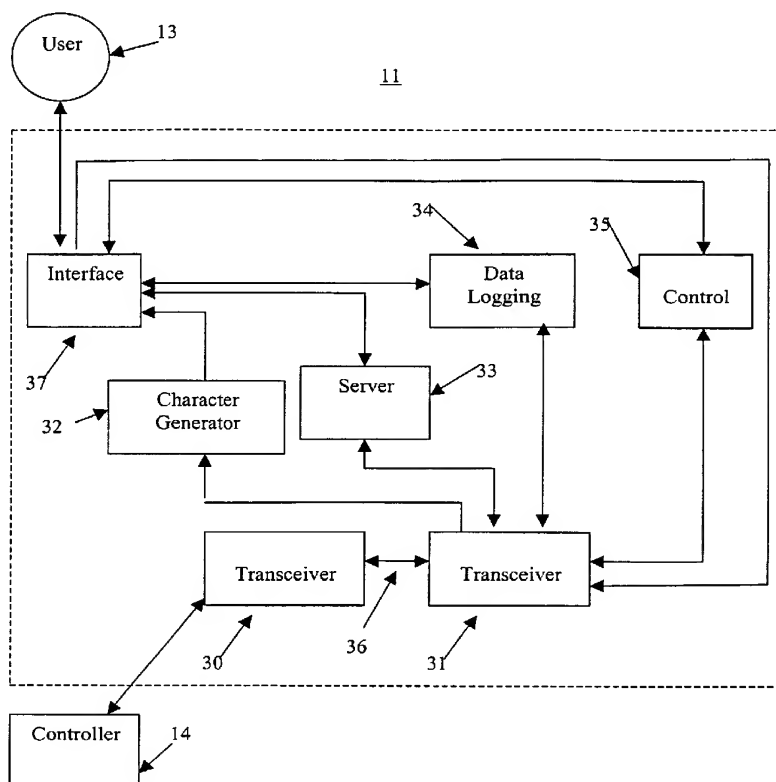 User
13
11
34
35
Interface
Data
Logging
Control
37
Server
33
32
Character
Generator
Transceiver
Transceiver
30
36
31
Controller
14